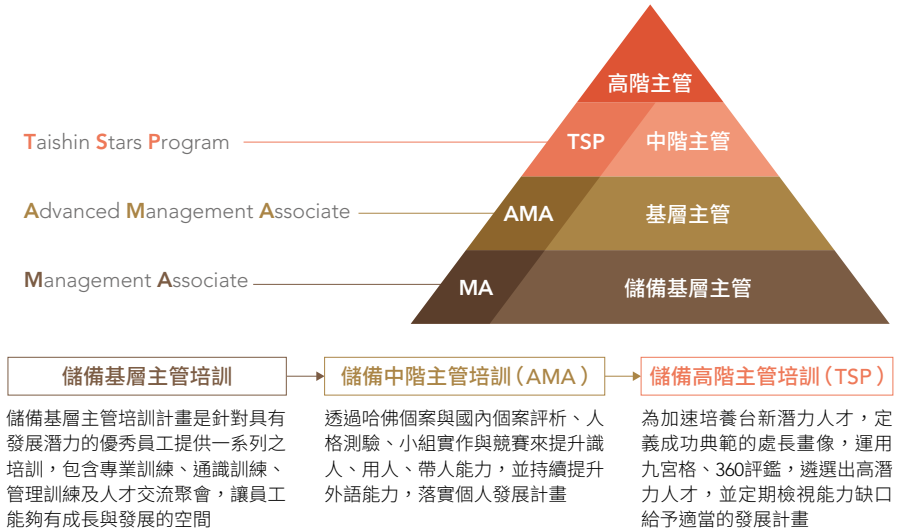 高階主管
Taishin Stars Program
TSP
中階主管
Advanced Management Associate
AMA
基層主管
Management Associate
MA
儲備基層主管
儲備基層主管培訓
儲備基層主管培訓計畫是針對具有
發展潛力的優秀員工提供一系列之
培訓，包含專業訓練、通識訓練、
管理訓練及人才交流聚會，讓員工
能夠有成長與發展的空間
儲備中階主管培訓（AMA）
透過哈佛個案與國內個案評析、人
格測驗、小組實作與競賽來提升識
人、用人、帶人能力，並持續提升
外語能力，落實個人發展計畫
儲備高階主管培訓（TSP）
為加速培養台新潛力人才，定
義成功典範的處長畫像，運用
九宮格、360評鑑，遴選出高潛
力人才，並定期檢視能力缺口
給予適當的發展計畫